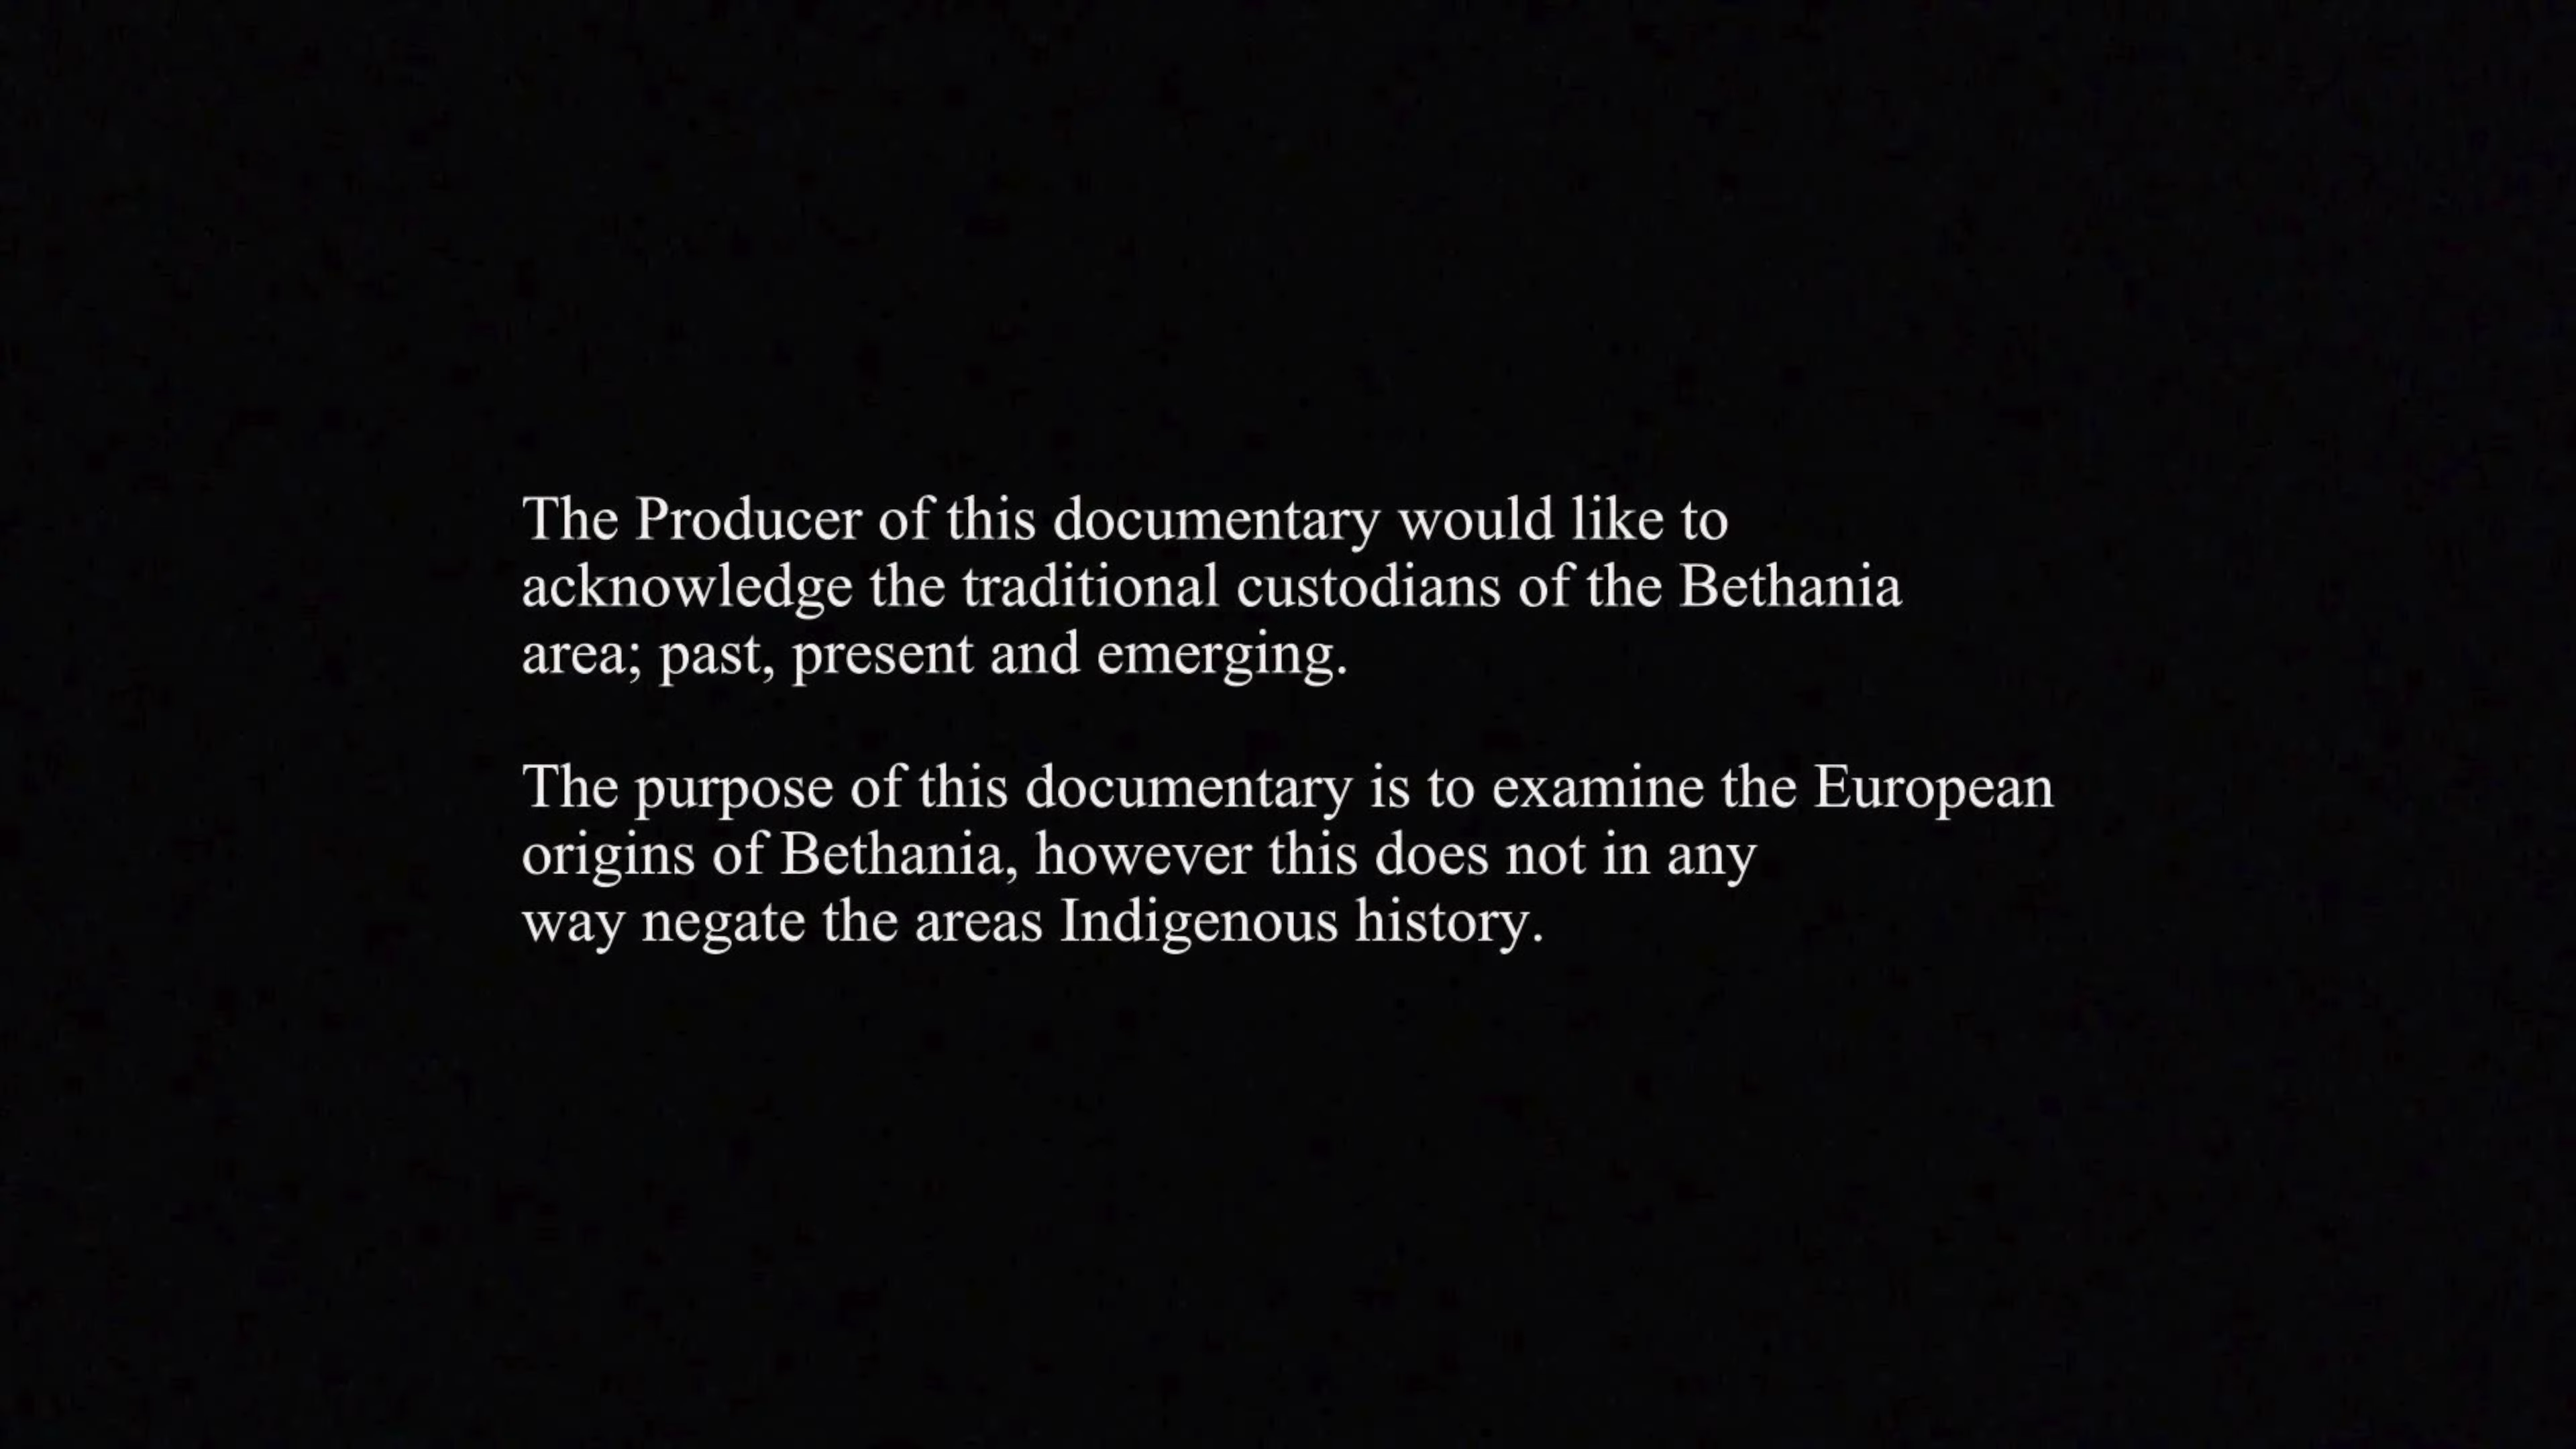 The Producer of this documentary would like to
acknowledge the traditional custodians of the Bethania
area; past, present and emerging.
The purpose of this documentary is to examine the European
origins of Bethania, however this does not in any
way negate the areas Indigenous history.